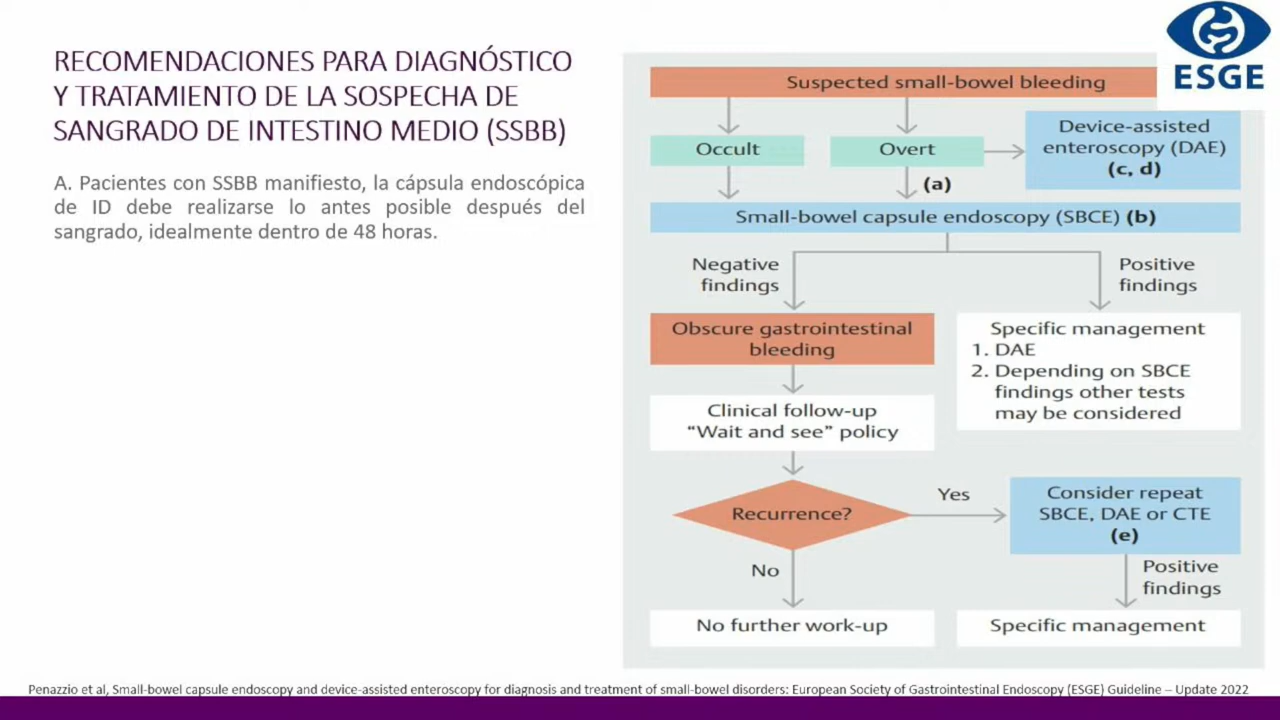 RECOMENDACIONES PARA DIAGNÓSTICO
Y TRATAMIENTO DE LA SOSPECHA DE
SANGRADO DE INTESTINO MEDIO (SSBB)
A. Pacientes con SSBB manifiesto, la cápsula endoscópica
de ID debe realizarse lo antes posible después del
sangrado, idealmente dentro de 48 horas.
ESGE
Suspected small-bowel bleeding
Occult
Overt
Device-assisted
enteroscopy (DAE)
(c, d)
(a)
Small-bowel capsule endoscopy (SBCE) (b)
Negative
findings
Positive
findings
Obscure gastrointestinal
bleeding
Specific management
1. DAE
2. Depending on SBCE
findings other tests
may be considered
Clinical follow-up
“Wait and see” policy
Recurrence?
Yes
Consider repeat
SBCE, DAE or CTE
(e)
No
Positive
findings
No further work-up
Specific management
Penazzio et al, Small-bowel capsule endoscopy and device-assisted enteroscopy for diagnosis and treatment of small-bowel disorders: European Society of Gastrointestinal Endoscopy (ESGE) Guideline – Update 2022